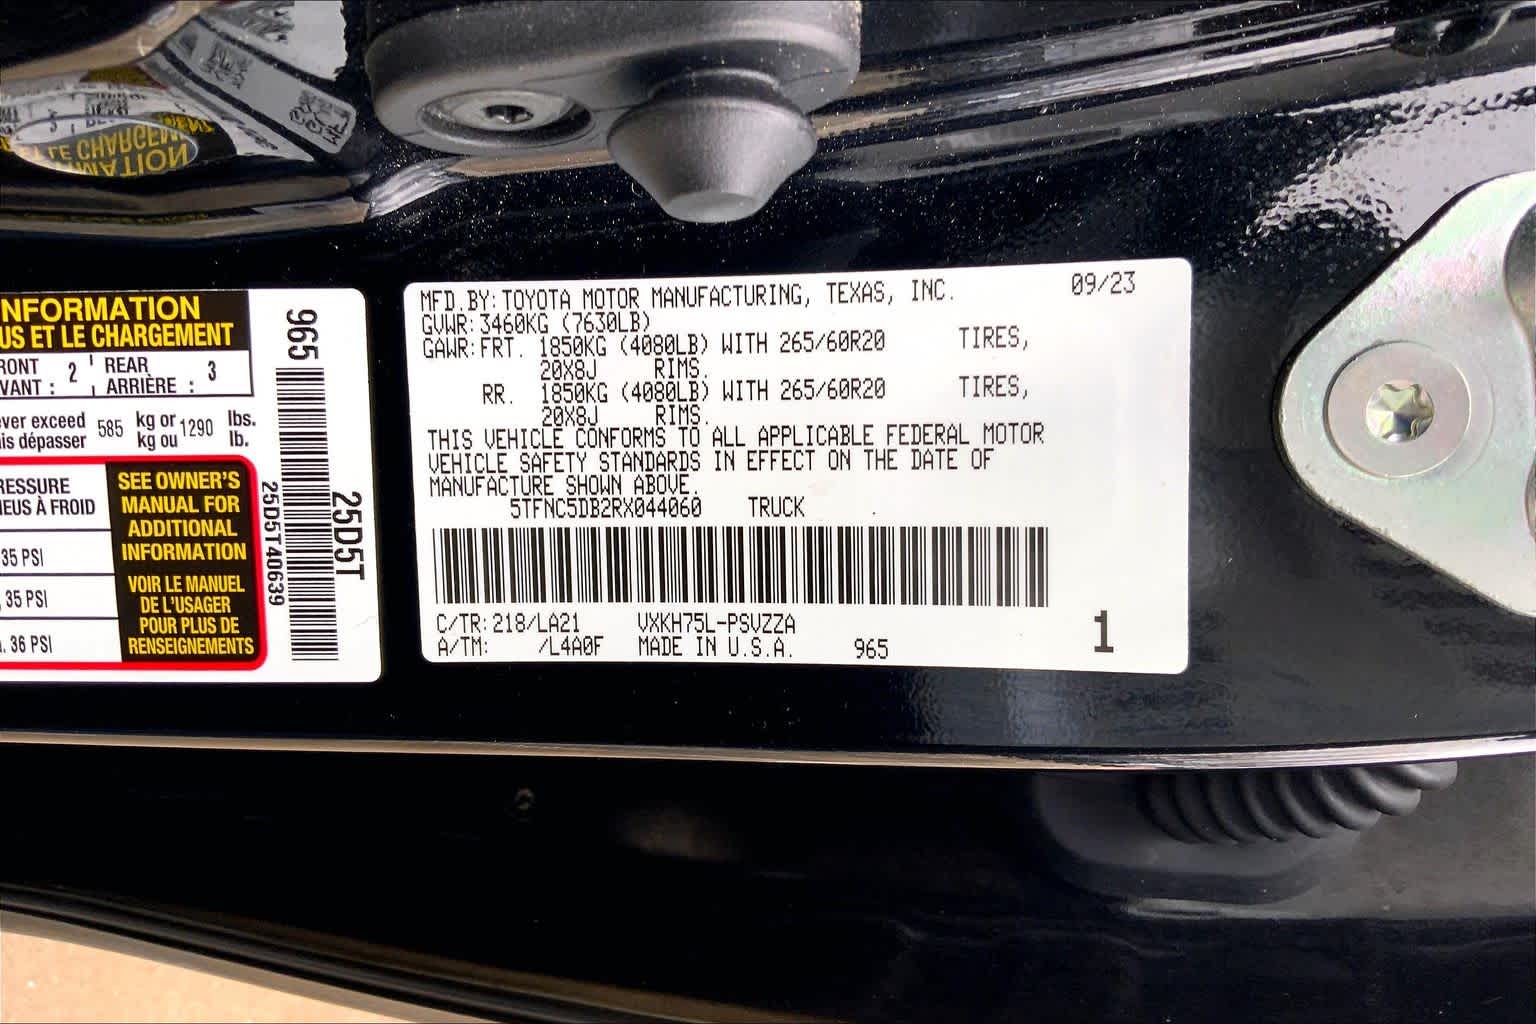 NFORMATION
US ET LE CHARGEMENT
RONT
VANT : 2
REAR
ARRIÈRE : 3
ever exceed 585 kg or 1290 lbs.
is dépasser kg ou lb.
RESSURE
NEUS À FROID
35 PSI
, 35 PSI
. 36 PSI
SEE OWNER'S
MANUAL FOR
ADDITIONAL
INFORMATION
VOIR LE MANUEL
DE L'USAGER
POUR PLUS DE
RENSEIGNEMENTS
965
25D5T
25D5T40639
MFD.BY:TOYOTA MOTOR MANUFACTURING, TEXAS, INC. 09/23
GVWR:3460KG (7630LB)
GAWR:FRT. 1850KG (4080LB) WITH 265/60R20 TIRES,
20X8J RIMS.
RR. 1850KG (4080LB) WITH 265/60R20 TIRES,
20X8J RIMS.
THIS VEHICLE CONFORMS TO ALL APPLICABLE FEDERAL MOTOR
VEHICLE SAFETY STANDARDS IN EFFECT ON THE DATE OF
MANUFACTURE SHOWN ABOVE.
5TFNC5DB2RX044060 TRUCK
C/TR:218/LA21 VXKH75L-PSVZZA
A/TM: /L4A0F MADE IN U.S.A. 965
1